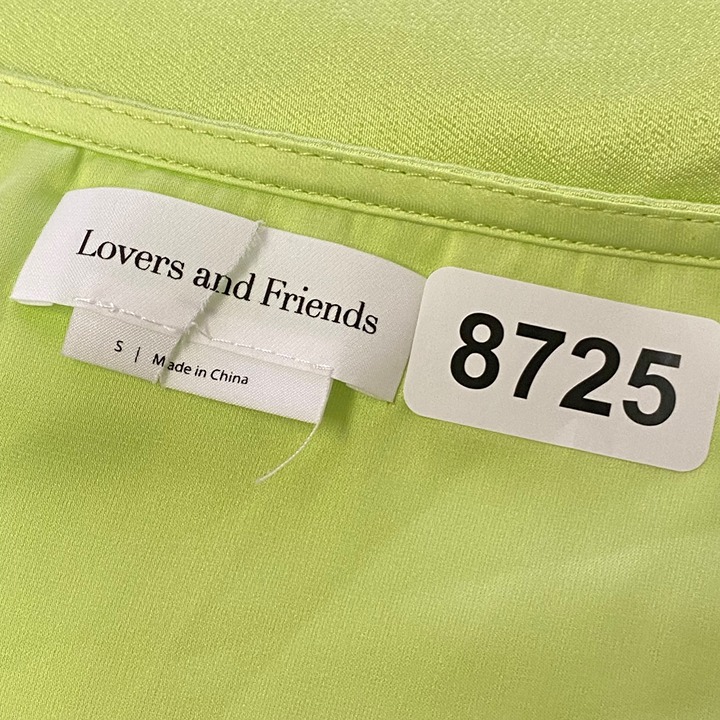 Lovers and Friends
S | Made in China
8725